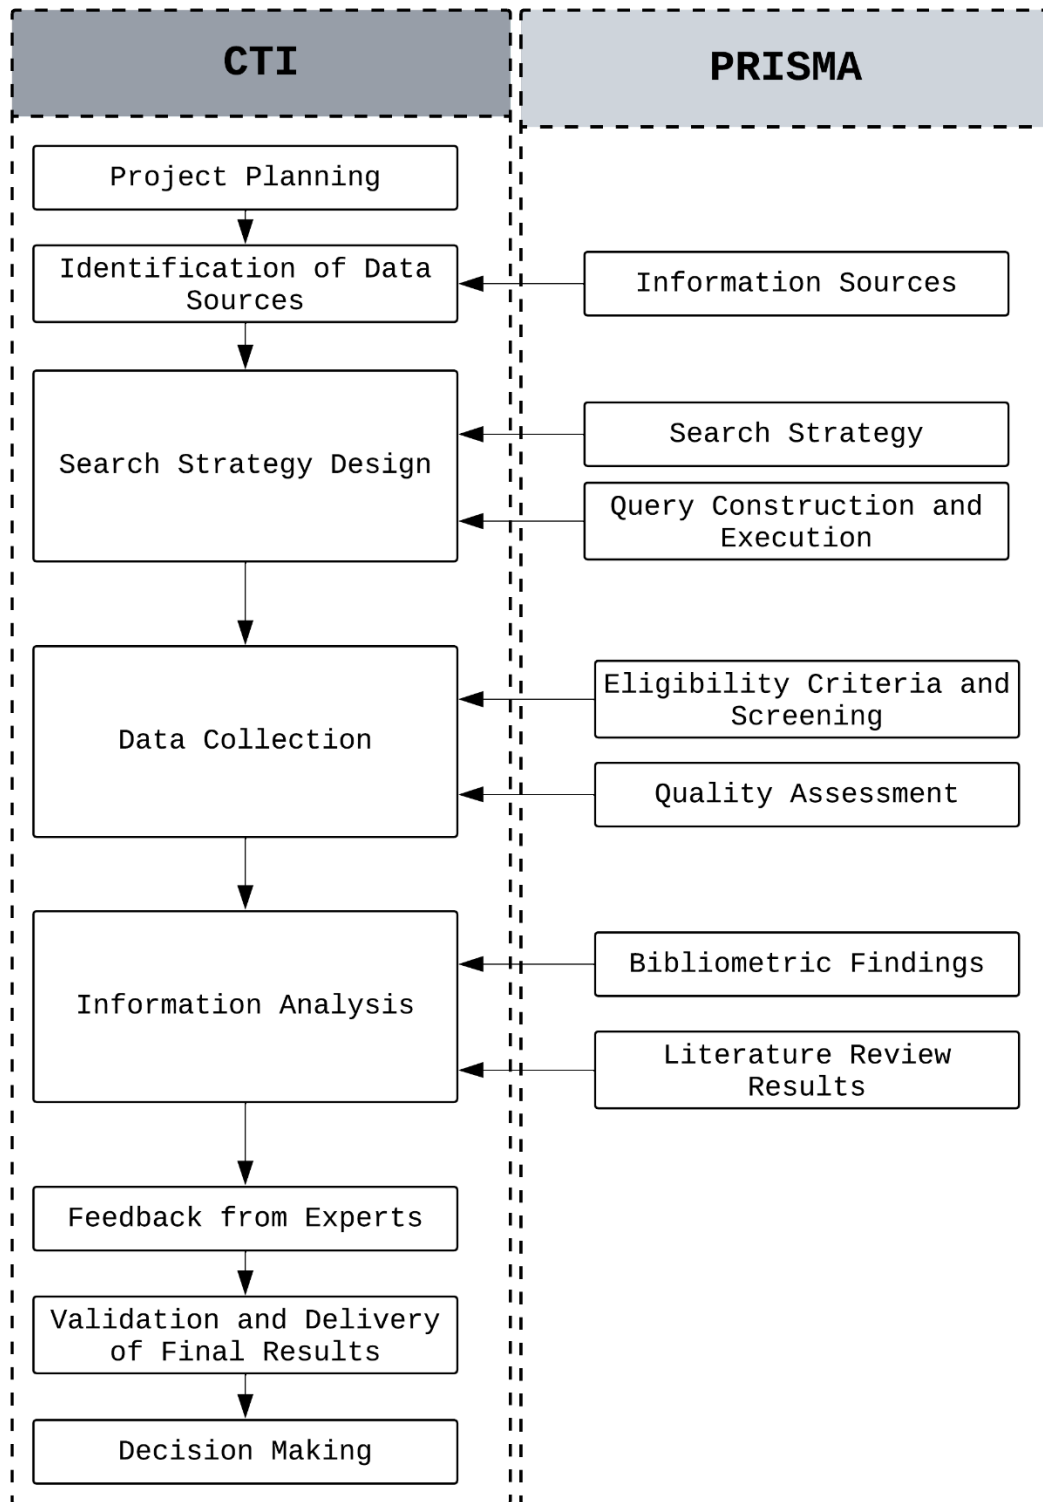 CTI
PRISMA
Project Planning
Identification of Data
Sources
Information Sources
Search Strategy Design
Search Strategy
Query Construction and
Execution
Data Collection
Eligibility Criteria and
Screening
Quality Assessment
Information Analysis
Bibliometric Findings
Literature Review
Results
Feedback from Experts
Validation and Delivery
of Final Results
Decision Making